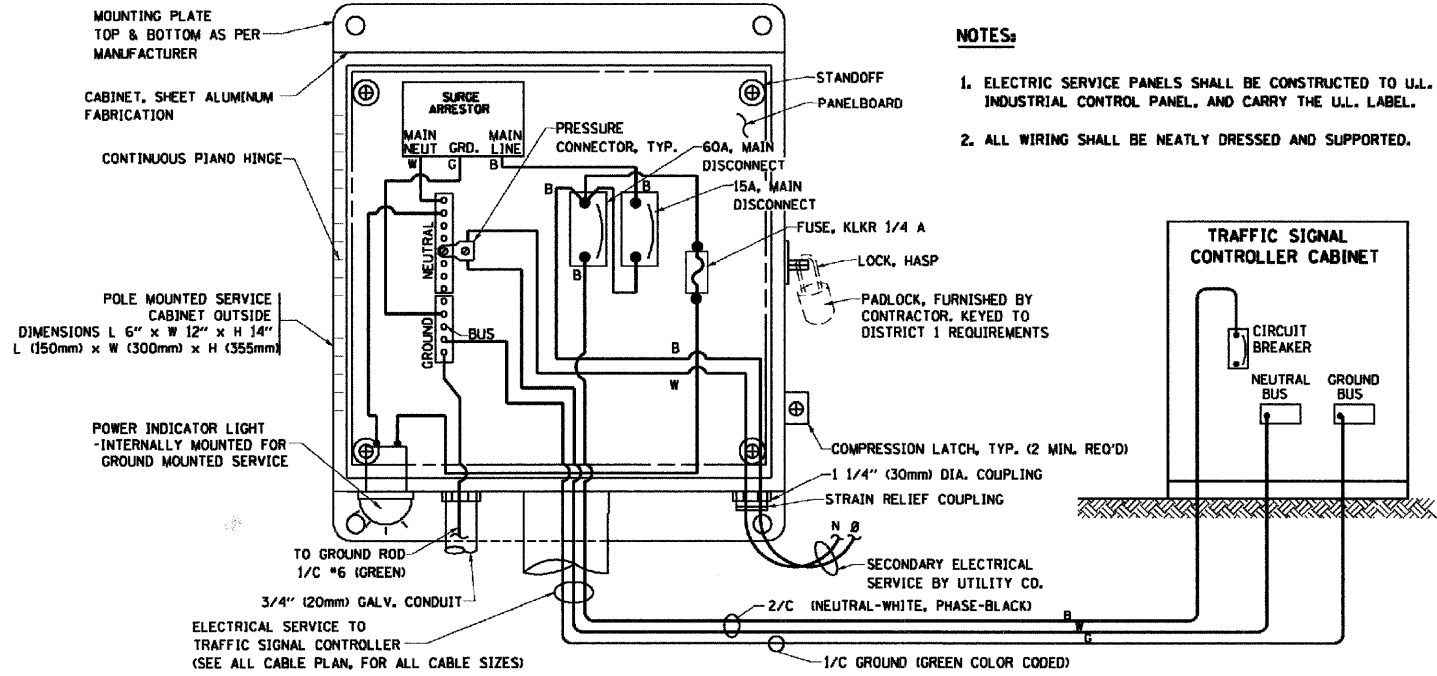 MOUNTING PLATE
TOP & BOTTOM AS PER
MANUFACTURER
CABINET, SHEET ALUMINUM
FABRICATION
CONTINUOUS PIANO HINGE
POLE MOUNTED SERVICE
CABINET OUTSIDE
DIMENSIONS L 6" x W 12" x H 14"
L (150mm) x W (300mm) x H (355mm)
POWER INDICATOR LIGHT
-INTERNALLY MOUNTED FOR
GROUND MOUNTED SERVICE
SURGE
ARRESTOR
MAIN
NEUT
GRD.
MAIN
LINE
W
G
B
PRESSURE
CONNECTOR, TYP.
STANDOFF
PANELBOARD
60A, MAIN
DISCONNECT
15A, MAIN
DISCONNECT
B
B
B
FUSE, KLKR 1/4 A
LOCK, HASP
PADLOCK, FURNISHED BY
CONTRACTOR. KEYED TO
DISTRICT 1 REQUIREMENTS
NEUTRAL
GROUND
BUS
B
W
COMPRESSION LATCH, TYP. (2 MIN. REQ'D)
1 1/4" (30mm) DIA. COUPLING
STRAIN RELIEF COUPLING
N Ø
SECONDARY ELECTRICAL
SERVICE BY UTILITY CO.
TO GROUND ROD
1/C #6 (GREEN)
3/4" (20mm) GALV. CONDUIT
ELECTRICAL SERVICE TO
TRAFFIC SIGNAL CONTROLLER
(SEE ALL CABLE PLAN, FOR ALL CABLE SIZES)
2/C (NEUTRAL-WHITE, PHASE-BLACK)
1/C GROUND (GREEN COLOR CODED)
B
W
G
NOTES:
1. ELECTRIC SERVICE PANELS SHALL BE CONSTRUCTED TO U.L.
INDUSTRIAL CONTROL PANEL, AND CARRY THE U.L. LABEL.
2. ALL WIRING SHALL BE NEATLY DRESSED AND SUPPORTED.
TRAFFIC SIGNAL
CONTROLLER CABINET
CIRCUIT
BREAKER
NEUTRAL
BUS
GROUND
BUS